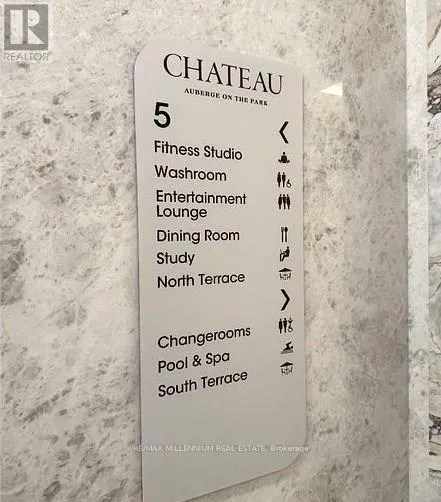 REALTOR
CHATEAU
AUBERGE ON THE PARK
5
Fitness Studio
Washroom
Entertainment
Lounge
Dining Room
Study
North Terrace
Changerooms
Pool & Spa
South Terrace
RE/MAX MILLENNIUM REAL ESTATE, Brokerage